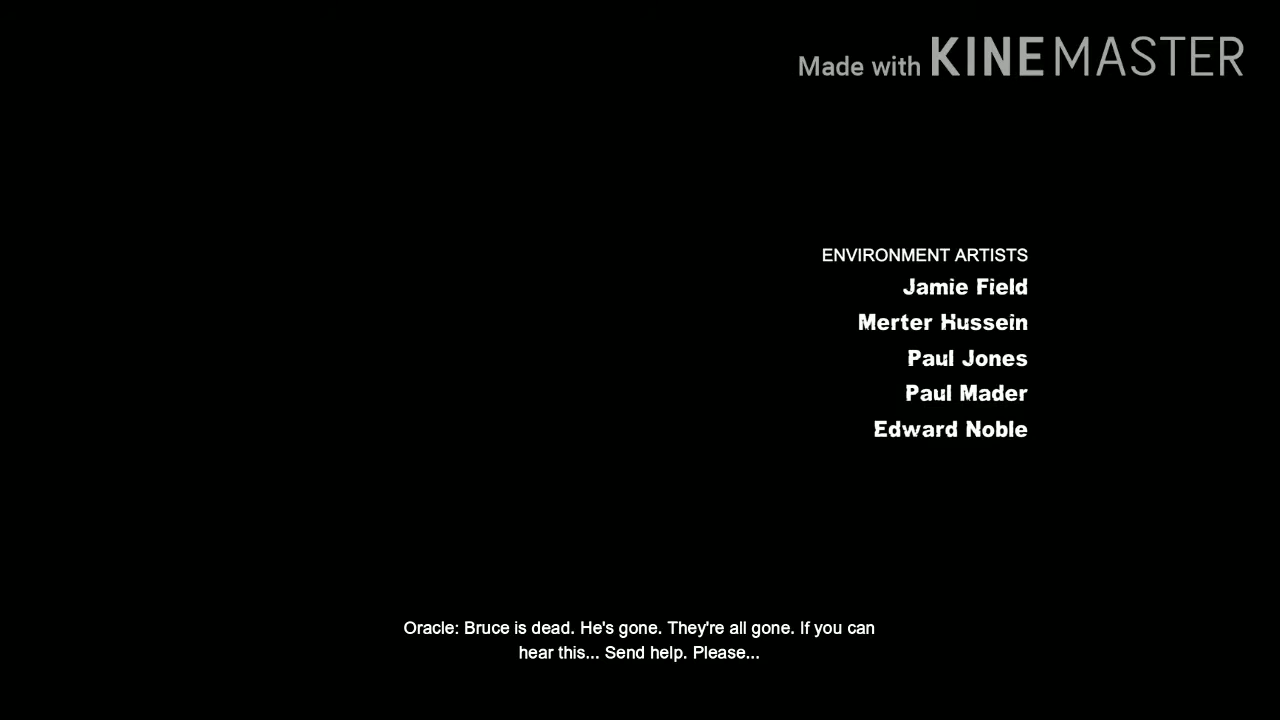 Made with KINEMASTER
ENVIRONMENT ARTISTS
Jamie Field
Merter Hussein
Paul Jones
Paul Mader
Edward Noble
Oracle: Bruce is dead. He's gone. They're all gone. If you can
hear this... Send help. Please...